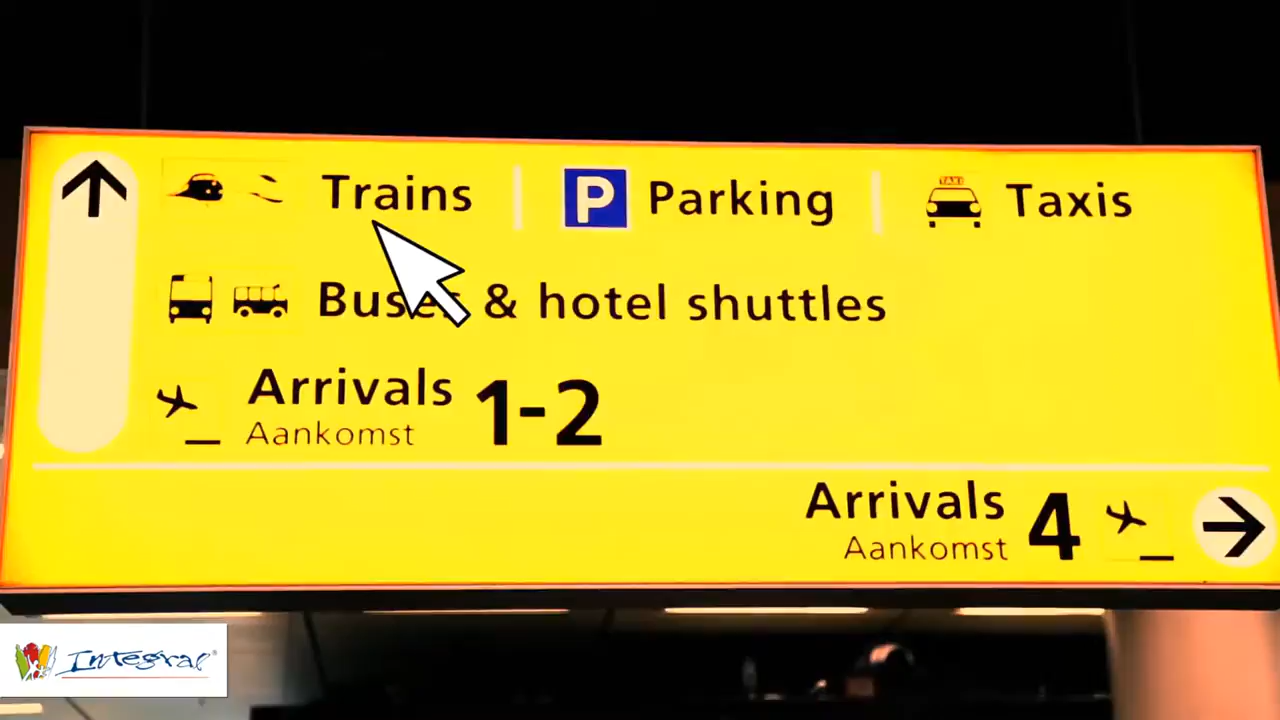 Trains P Parking TAXI Taxis
Buses & hotel shuttles
Arrivals 1-2
Aankomst
Arrivals 4
Aankomst
Integral®